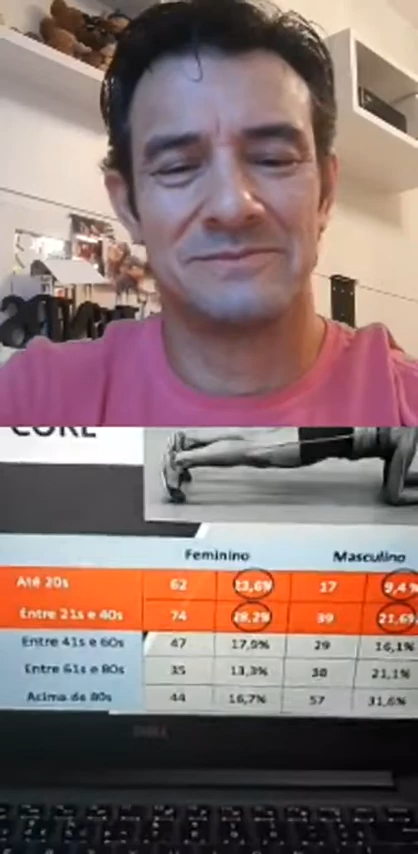 CORE
Feminino Masculino
Até 20s 62 23,6% 17 9,4%
Entre 21s e 40s 74 28,2% 39 21,6%
Entre 41s e 60s 47 17,9% 29 16,1%
Entre 61s e 80s 35 13,3% 38 21,1%
Acima de 80s 44 16,7% 57 31,6%
DELL